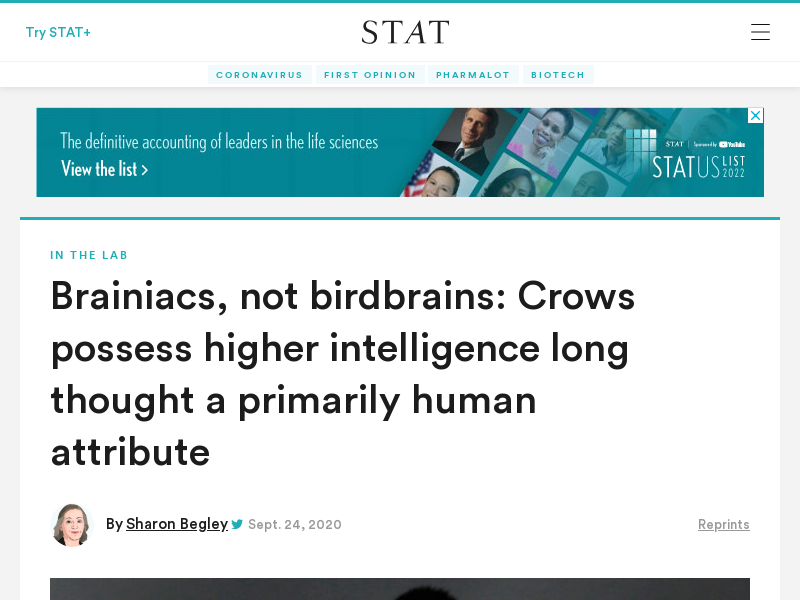 Try STAT+
STAT
CORONAVIRUS FIRST OPINION PHARMALOT BIOTECH
The definitive accounting of leaders in the life sciences
View the list >
STAT | Sponsored by YouTube
STATUS LIST 2022
IN THE LAB
Brainiacs, not birdbrains: Crows
possess higher intelligence long
thought a primarily human
attribute
By Sharon Begley Sept. 24, 2020 Reprints